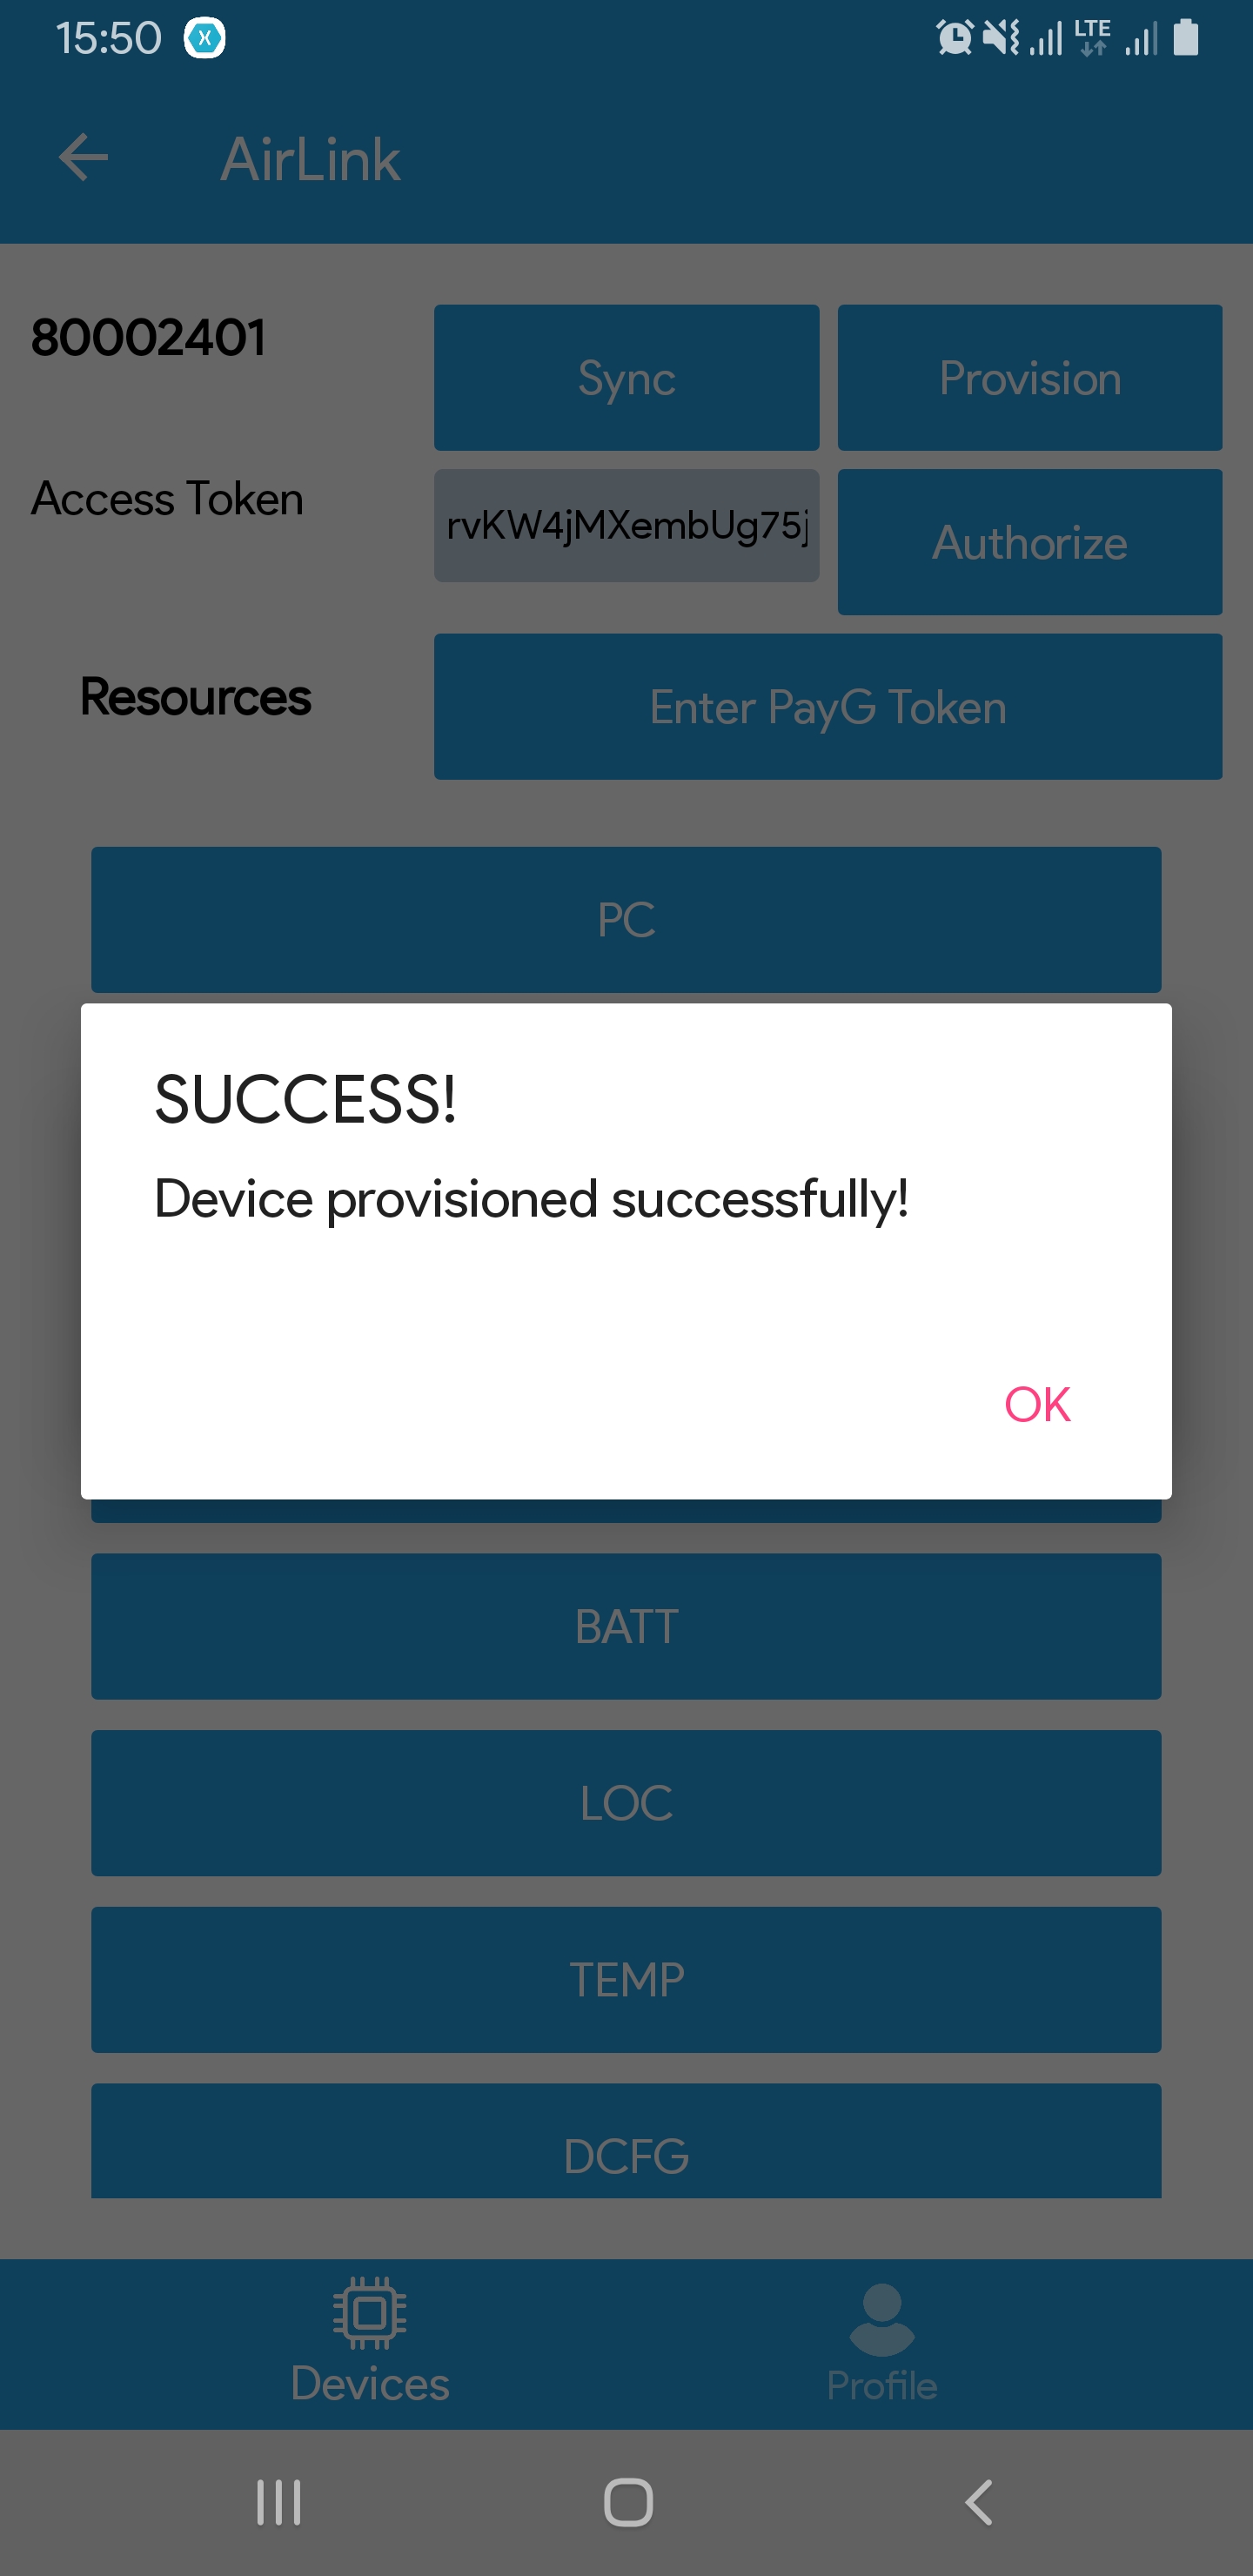 15:50
LTE
AirLink
80002401
Sync
Provision
Access Token
rvKW4jMXembUg75j
Authorize
Resources
Enter PayG Token
PC
SUCCESS!
Device provisioned successfully!
OK
BATT
LOC
TEMP
DCFG
Devices
Profile